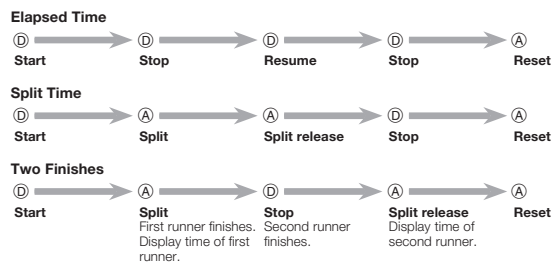 Elapsed Time
Ⓓ Ⓓ Ⓓ Ⓓ Ⓐ
Start Stop Resume Stop Reset
Split Time
Ⓓ Ⓐ Ⓐ Ⓓ Ⓐ
Start Split Split release Stop Reset
Two Finishes
Ⓓ Ⓐ Ⓓ Ⓐ Ⓐ
Start Split Stop Split release Reset
First runner finishes. Second runner Display time of
Display time of first finishes. second runner.
runner.